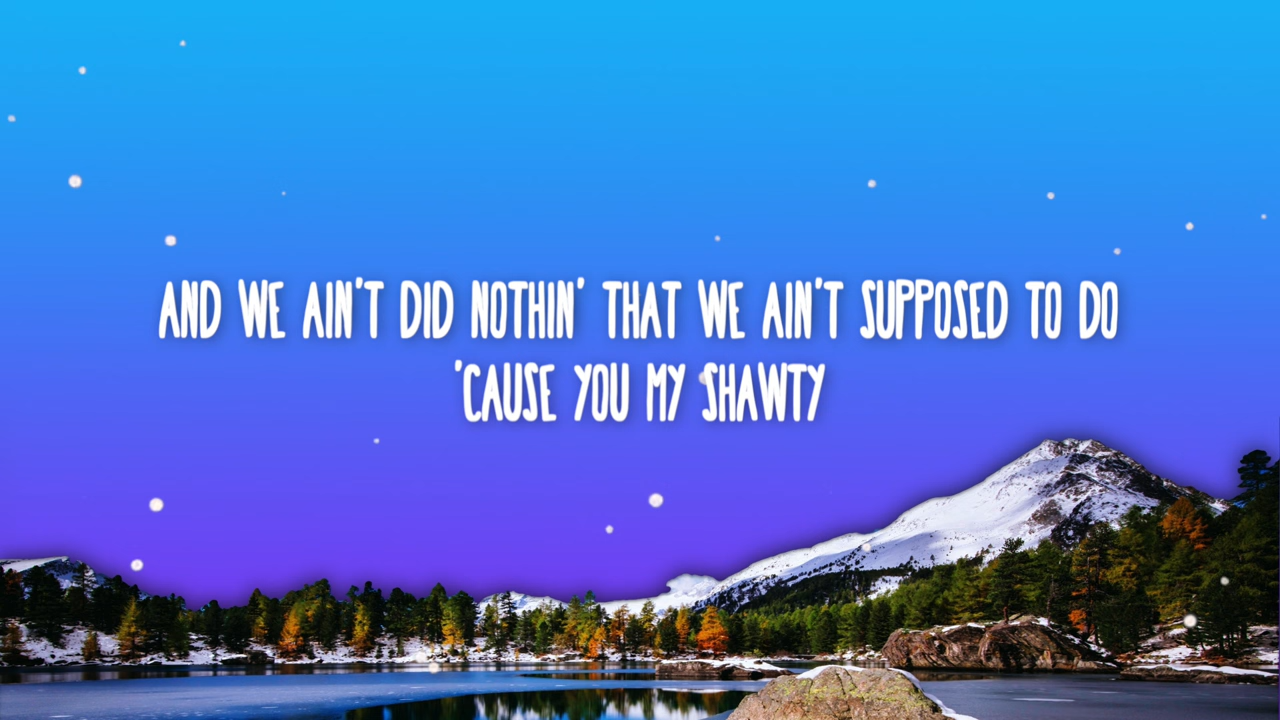 AND WE AIN'T DID NOTHIN' THAT WE AIN'T SUPPOSED TO DO
'CAUSE YOU MY SHAWTY